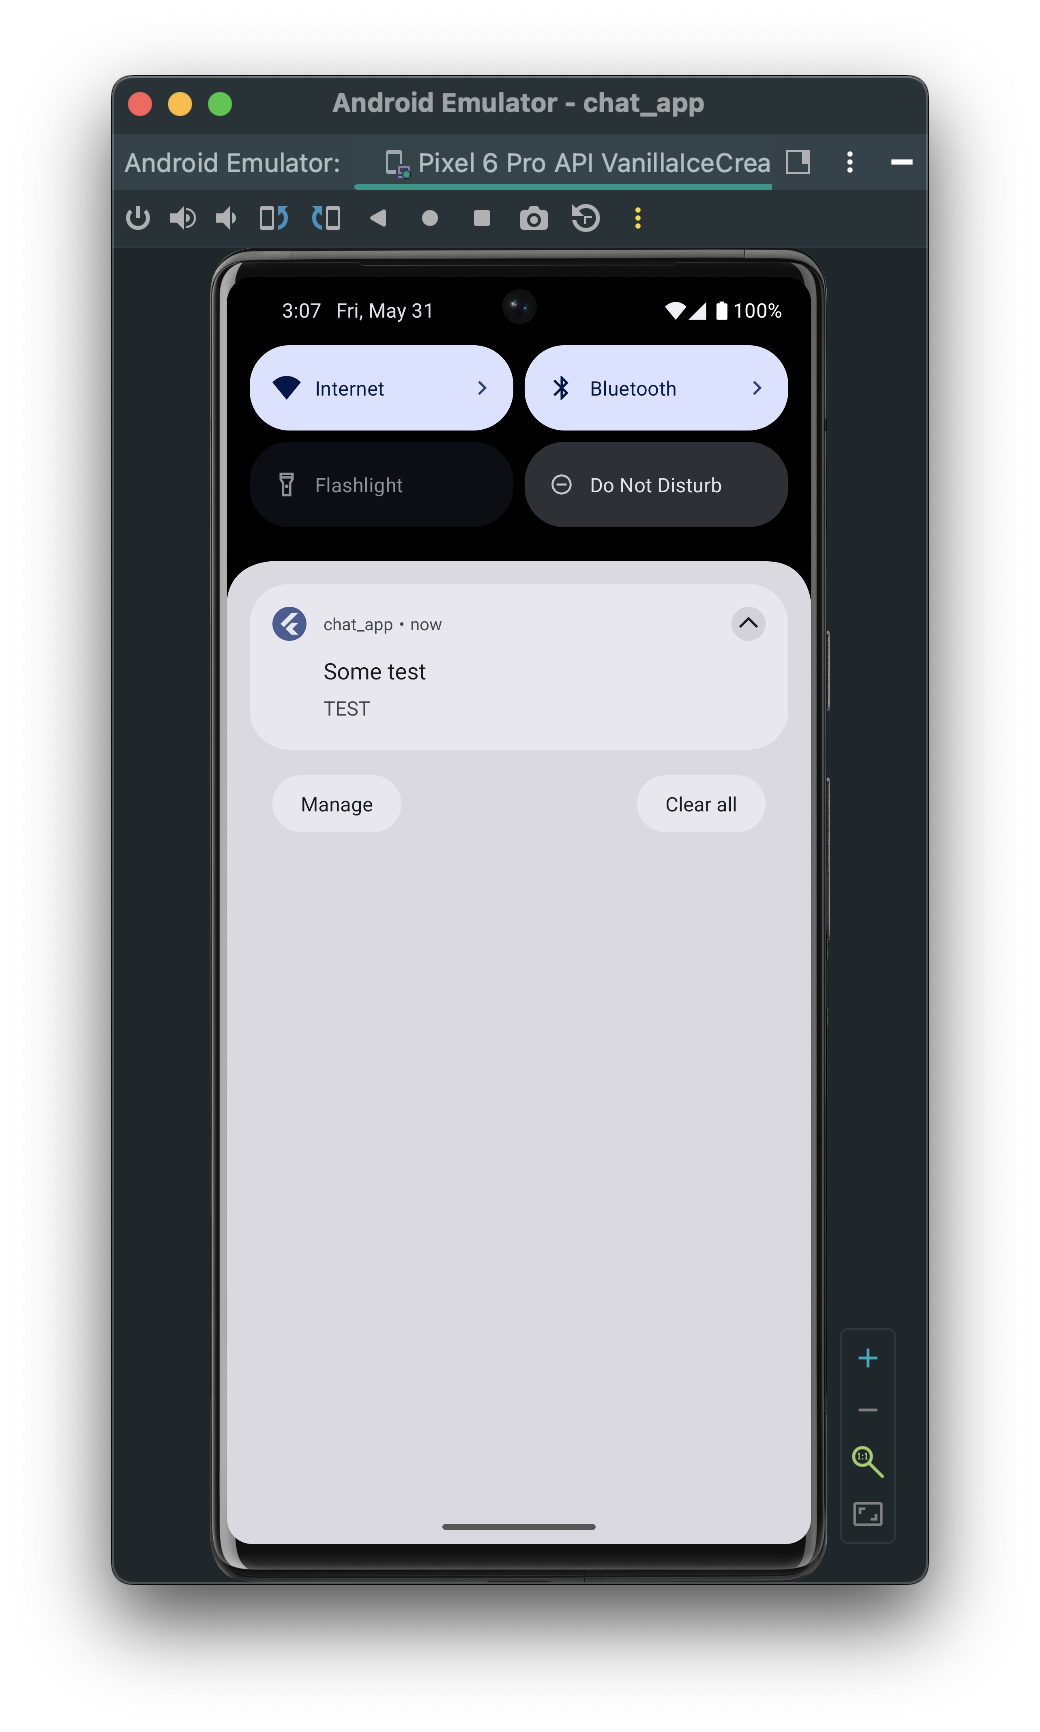 Android Emulator - chat_app
Android Emulator: Pixel 6 Pro API VanillaIceCrea
3:07 Fri, May 31 100%
Internet Bluetooth
Flashlight Do Not Disturb
chat_app • now
Some test
TEST
Manage Clear all
1:1